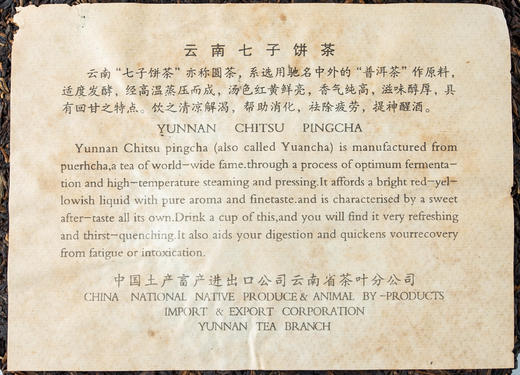 云南七子饼茶
云南“七子饼茶”亦称圆茶，系选用驰名中外的“普洱茶”作原料，
适度发酵，经高温蒸压而成，汤色红黄鲜亮，香气纯高，滋味醇厚，具
有回甘之特点。饮之清凉解渴，帮助消化，祛除疲劳，提神醒酒。
YUNNAN CHITSU PINGCHA
Yunnan Chitsu pingcha (also called Yuancha) is manufactured from
puerhcha,a tea of world-wide fame.through a process of optimum fermenta-
tion and high-temperature steaming and pressing.It affords a bright red-yel-
lowish liquid with pure aroma and finetaste.and is characterised by a sweet
after-taste all its own.Drink a cup of this,and you will find it very refreshing
and thirst-quenching.It also aids your digestion and quickens vourrecovery
from fatigue or intoxication.
中国土产畜产进出口公司云南省茶叶分公司
CHINA NATIONAL NATIVE PRODUCE & ANIMAL BY-PRODUCTS
IMPORT & EXPORT CORPORATION
YUNNAN TEA BRANCH